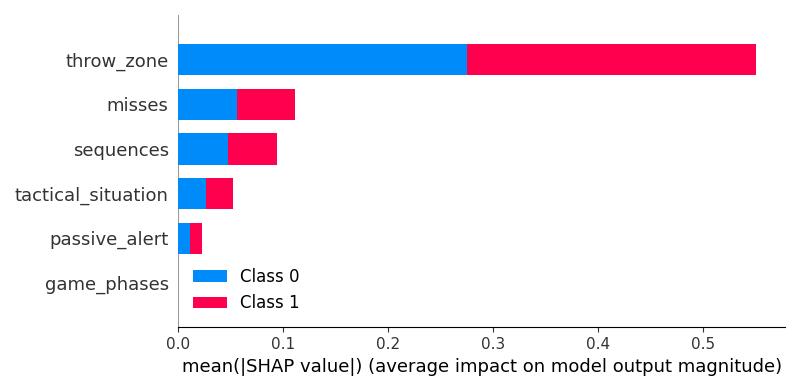 throw_zone
misses
sequences
tactical_situation
passive_alert
game_phases
Class 0
Class 1
0.0 0.1 0.2 0.3 0.4 0.5
mean(|SHAP value|) (average impact on model output magnitude)